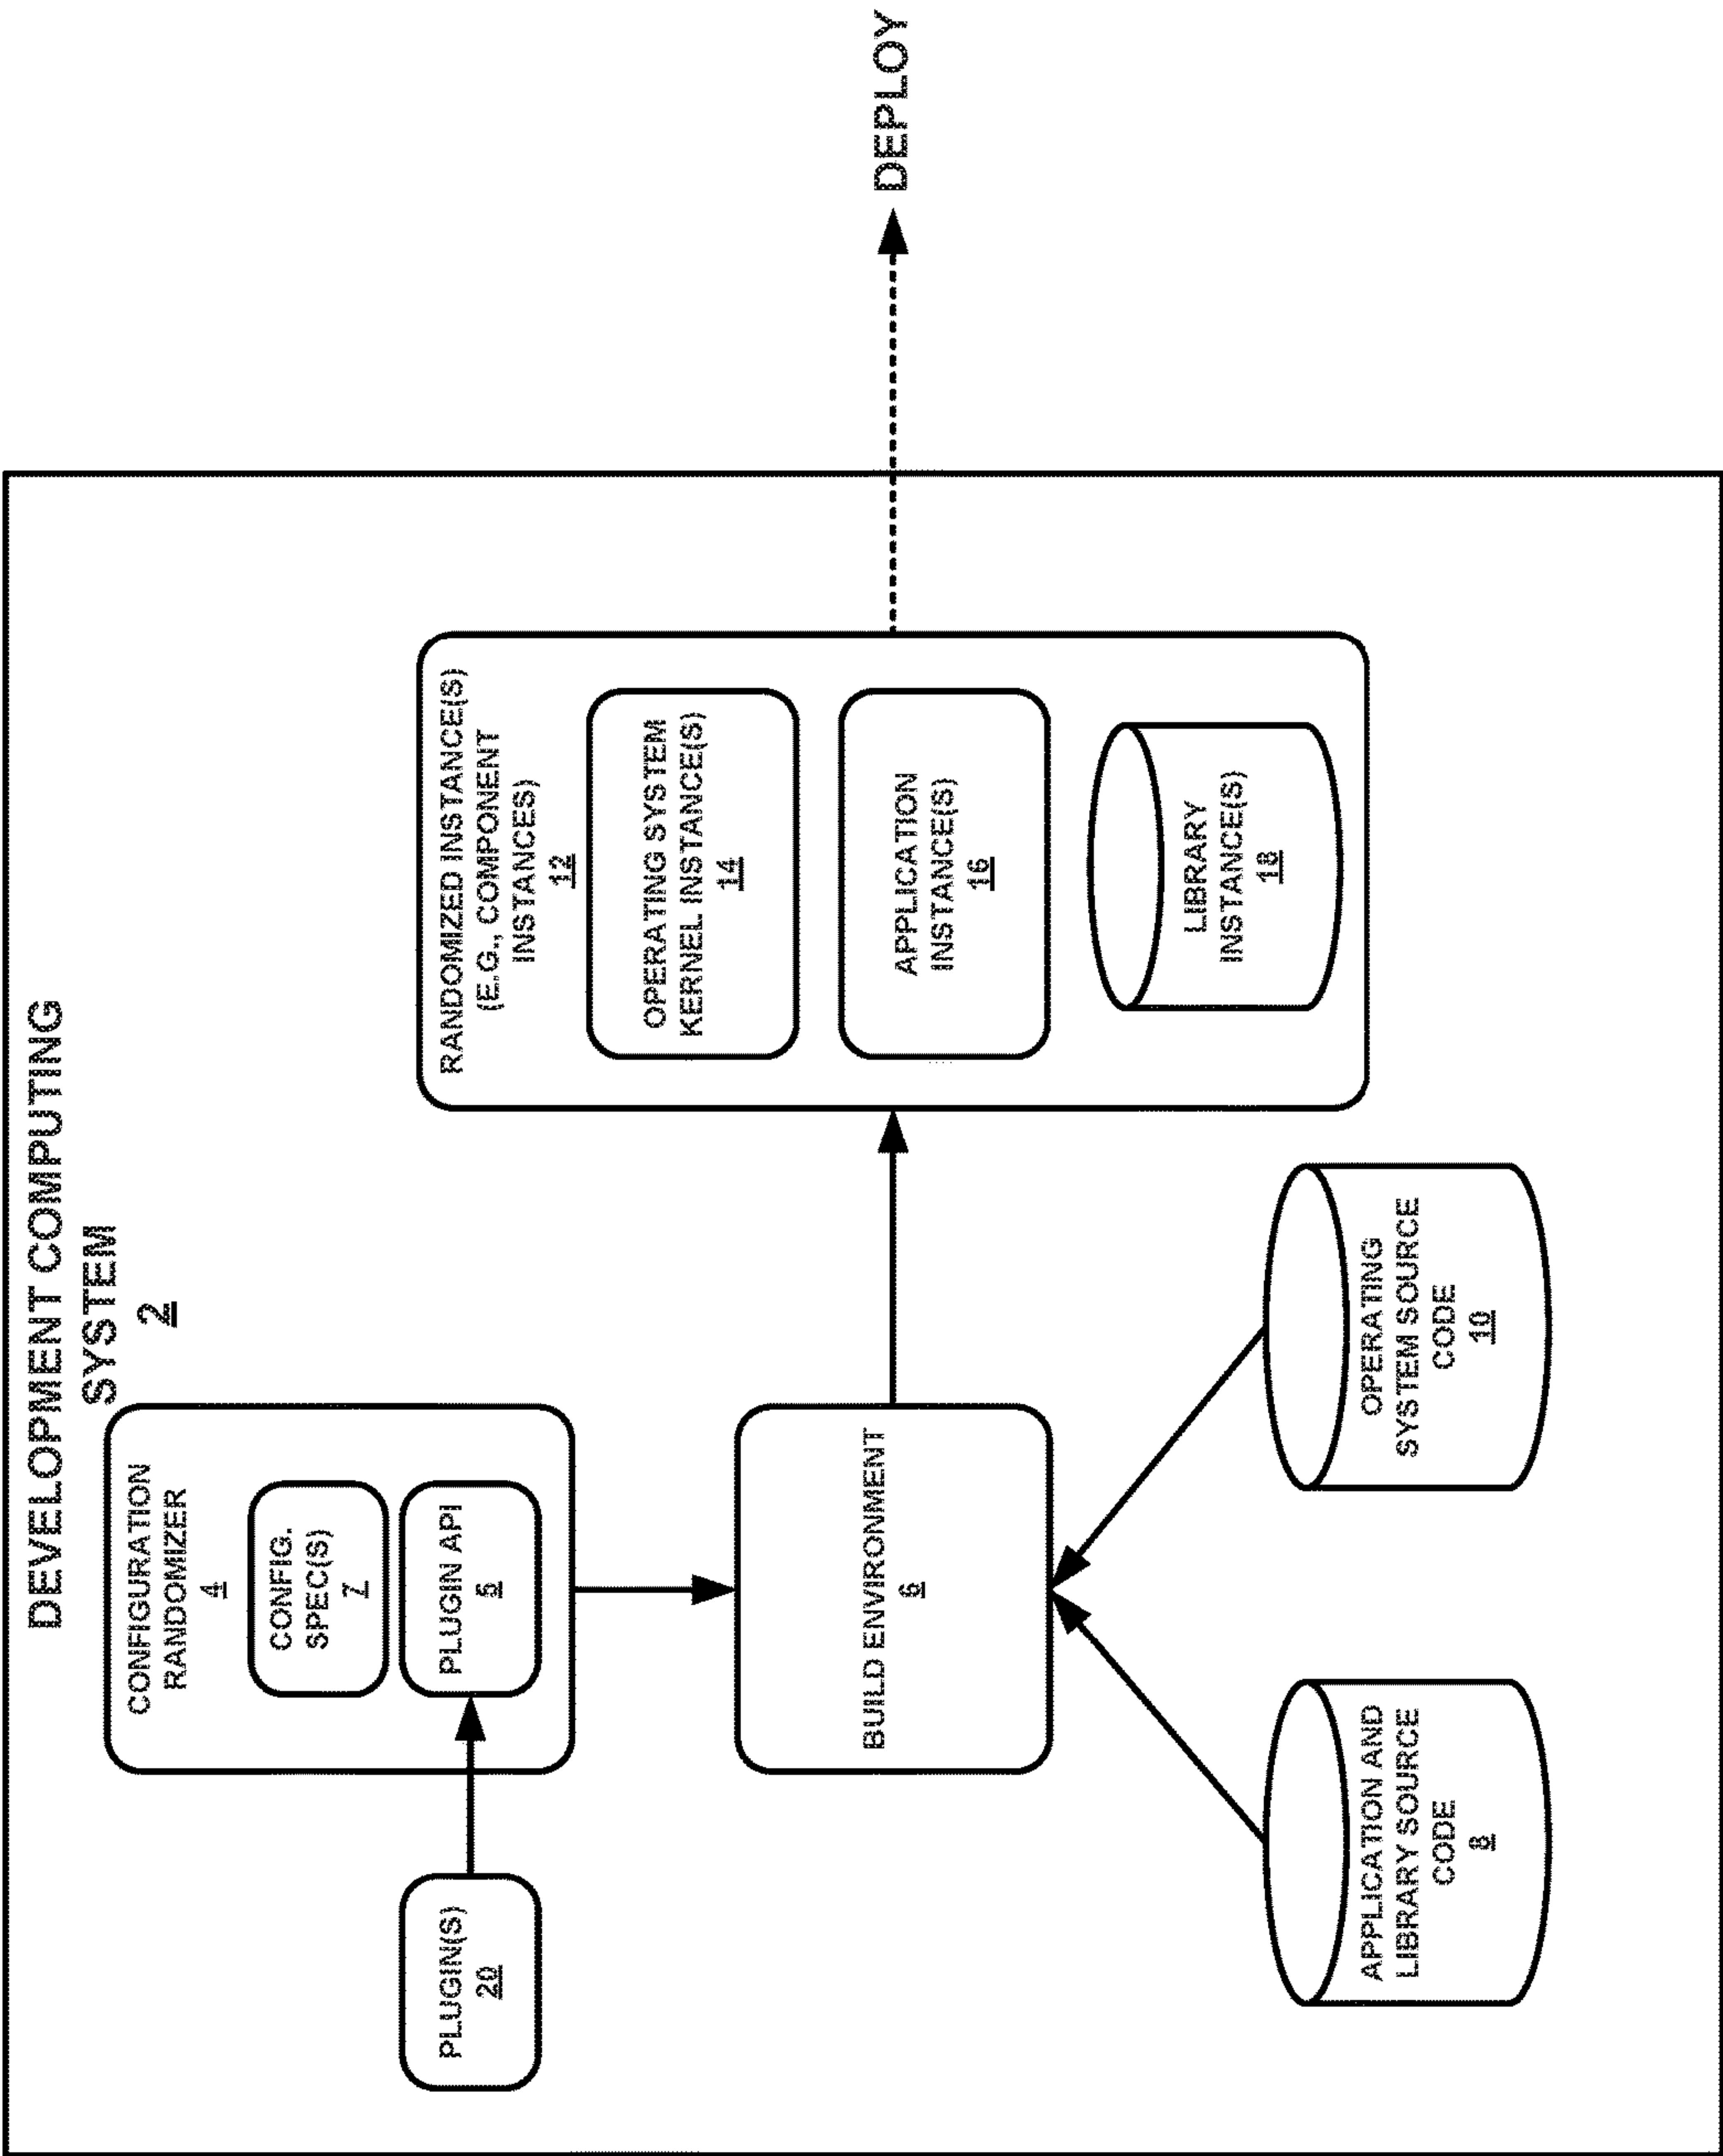 DEVELOPMENT COMPUTING
SYSTEM
2
CONFIGURATION
RANDOMIZER
4
CONFIG.
SPEC(S)
7
PLUGIN API
5
PLUGIN(S)
20
BUILD ENVIRONMENT
6
APPLICATION AND
LIBRARY SOURCE
CODE
8
OPERATING
SYSTEM SOURCE
CODE
10
RANDOMIZED INSTANCE(S)
(E.G., COMPONENT
INSTANCES)
12
OPERATING SYSTEM
KERNEL INSTANCE(S)
14
APPLICATION
INSTANCE(S)
16
LIBRARY
INSTANCE(S)
18
DEPLOY